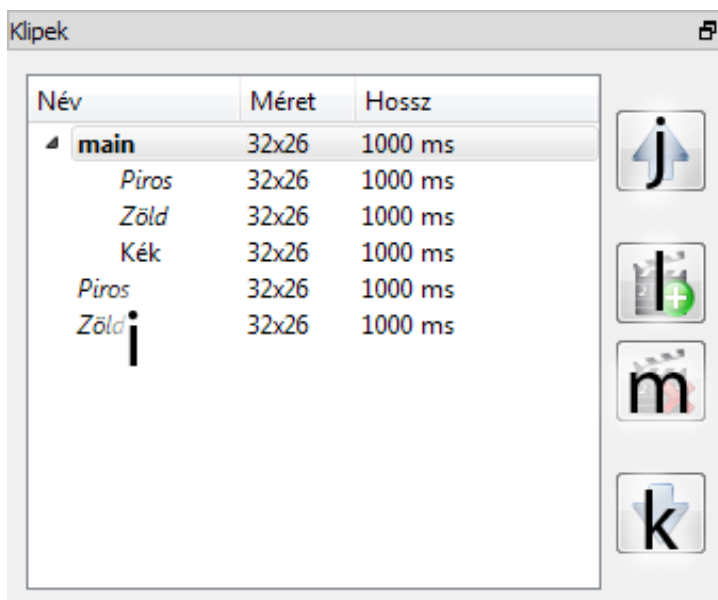 Klipek
Név Méret Hossz
main 32x26 1000 ms
j
Piros 32x26 1000 ms
Zöld 32x26 1000 ms
Kék 32x26 1000 ms
l
Piros 32x26 1000 ms
Zöld 32x26 1000 ms
i
m
k